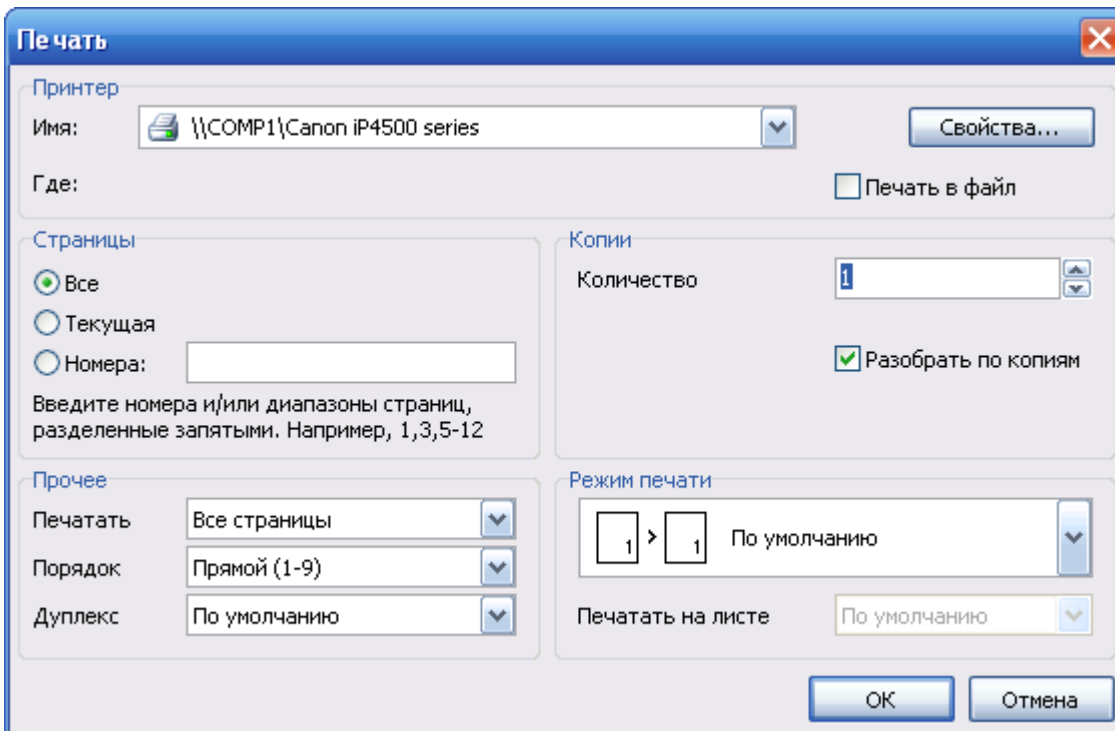 Печать
Принтер
Имя: \\COMP1\Canon iP4500 series Свойства...
Где: Печать в файл
Страницы
Все
Текущая
Номера:
Введите номера и/или диапазоны страниц,
разделенные запятыми. Например, 1,3,5-12
Копии
Количество 1
Разобрать по копиям
Прочее
Печатать Все страницы
Порядок Прямой (1-9)
Дуплекс По умолчанию
Режим печати
1 > 1 По умолчанию
Печатать на листе По умолчанию
ОК Отмена